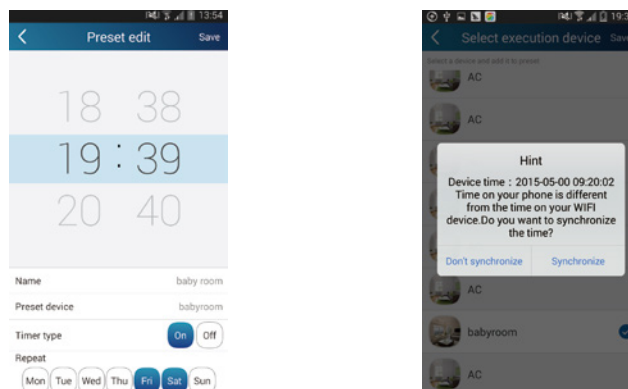 13:54
Preset edit Save
18 38
19 : 39
20 40
Name baby room
Preset device babyroom
Timer type On Off
Repeat
Mon Tue Wed Thu Fri Sat Sun
19:3
Select execution device Save
Select a device and add it to preset
AC
AC
Hint
Device time : 2015-05-00 09:20:02
Time on your phone is different
from the time on your WIFI
device.Do you want to synchronize
the time?
Don't synchronize Synchronize
AC
babyroom
AC